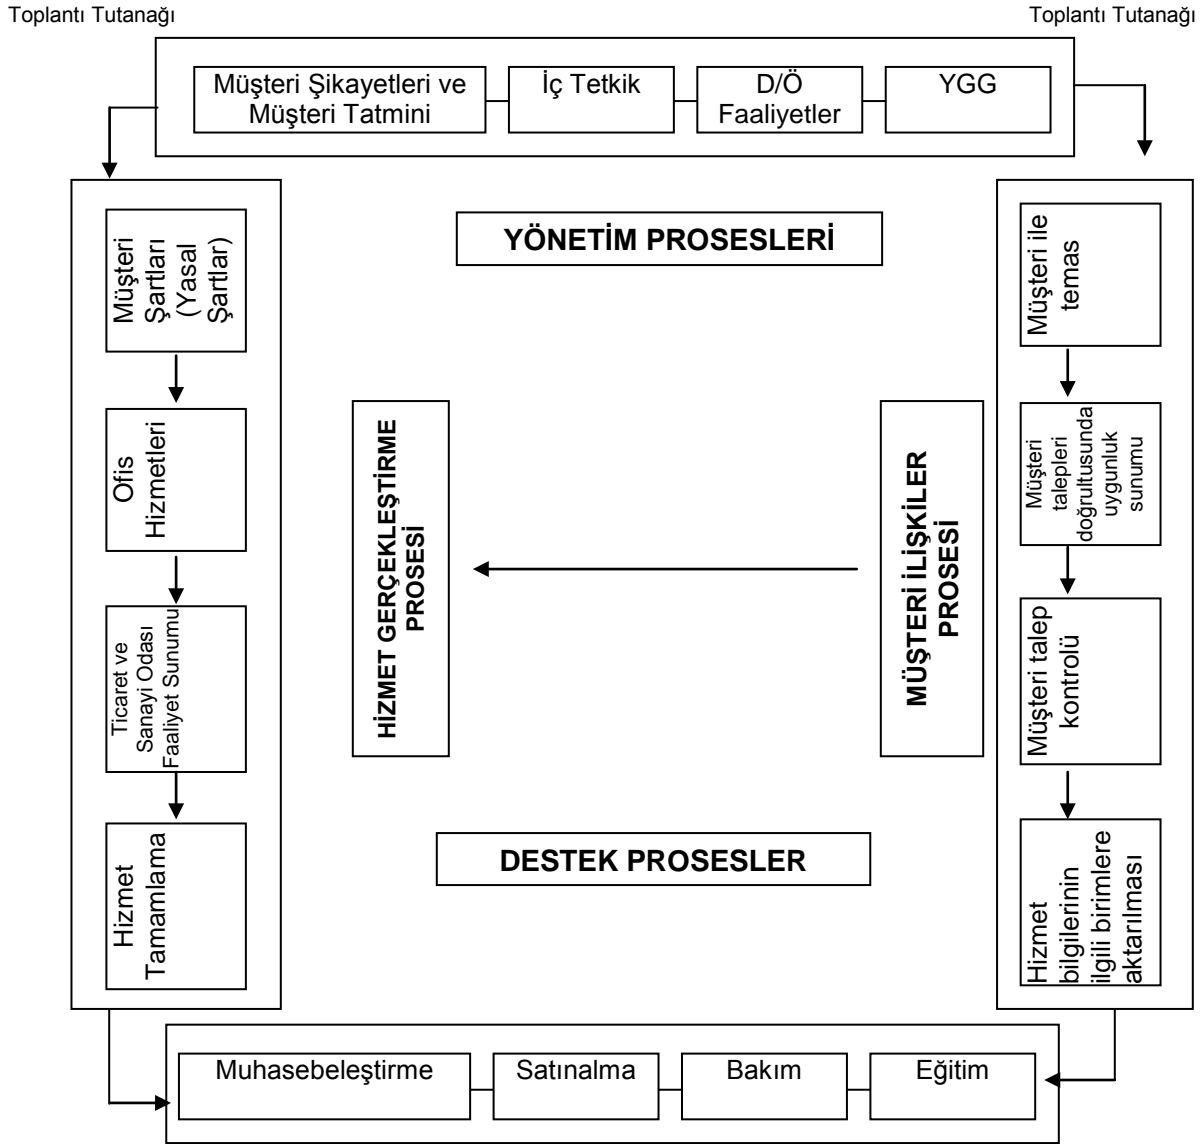 Toplantı Tutanağı
Toplantı Tutanağı
Müşteri Şikayetleri ve
Müşteri Tatmini
İç Tetkik
D/Ö
Faaliyetler
YGG
YÖNETİM PROSESLERİ
Müşteri
Şartları
(Yasal
Şartlar)
Ofis
Hizmetleri
Ticaret ve
Sanayi Odası
Faaliyet Sunumu
Hizmet
Tamamlama
HİZMET GERÇEKLEŞTİRME
PROSESİ
MÜŞTERİ İLİŞKİLER
PROSESİ
Müşteri ile
temas
Müşteri
talepleri
doğrultusunda
uygunluk
sunumu
Müşteri talep
kontrolü
Hizmet
bilgilerinin
ilgili birimlere
aktarılması
DESTEK PROSESLER
Muhasebeleştirme
Satınalma
Bakım
Eğitim